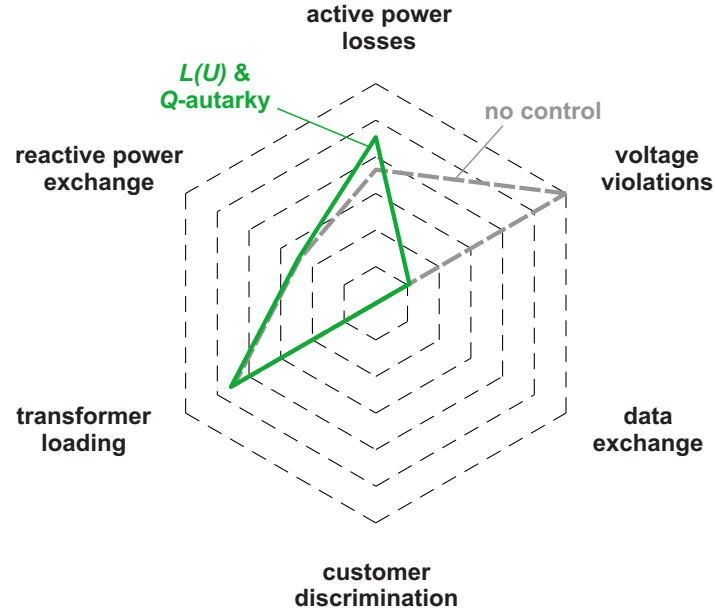 active power
losses
L(U) &
Q-autarky
no control
reactive power
exchange
voltage
violations
transformer
loading
data
exchange
customer
discrimination